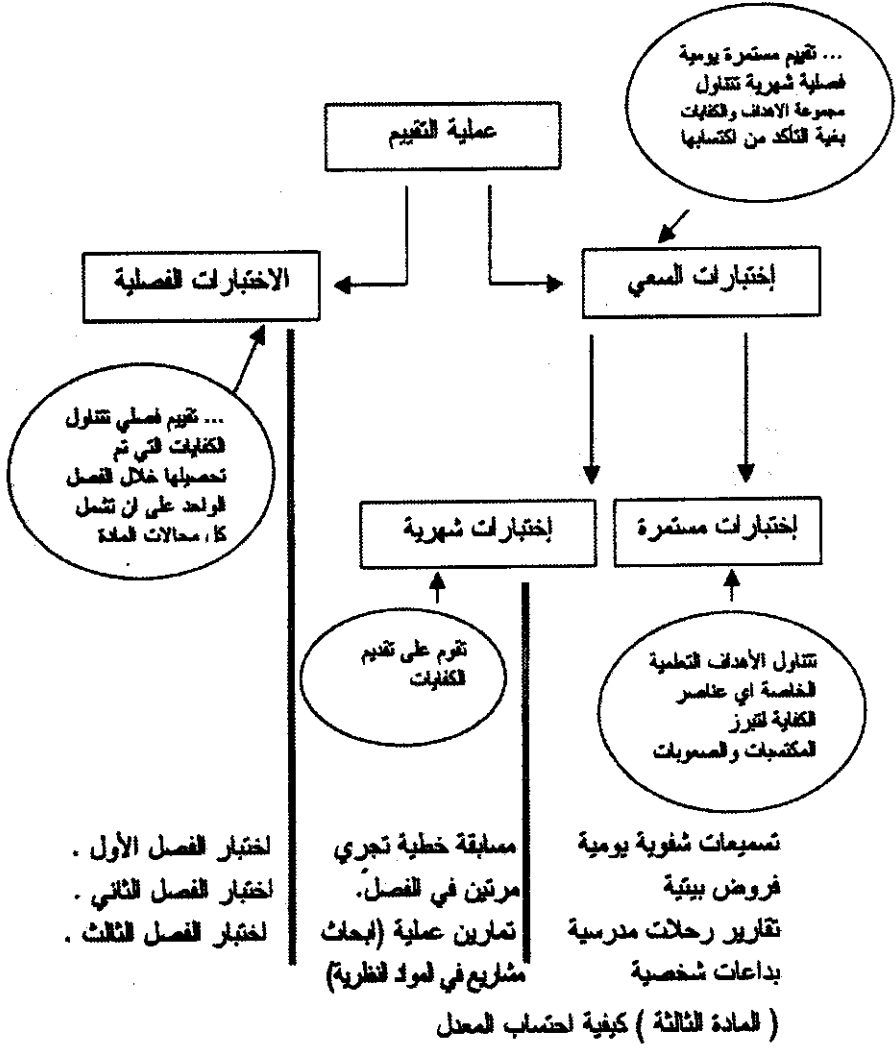 ... تقييم مستمرة يومية
فصلية شهرية تتناول
مجموعة الاهداف والكفايات
بغية التأكد من اكتسابها
عملية التقييم
إختبارات السعي
الاختبارات الفصلية
... تقييم فصلي تتناول
الكفايات التي تم
تحصيلها خلال الفصل
الواحد على ان تشمل
كل مجالات المادة
إختبارات مستمرة
إختبارات شهرية
تتناول الأهداف التعلمية
الخاصة اي عناصر
الكفاية لتبرز
المكتسبات والصعوبات
تقوم على تقديم
الكفايات
تسميعات شفوية يومية
فروض بيتية
تقارير رحلات مدرسية
بداعات شخصية
مسابقة خطية تجري
مرتين في الفصل.
تمارين عملية (ابحاث
مشاريع في المواد النظرية)
اختبار الفصل الأول .
اختبار الفصل الثاني .
اختبار الفصل الثالث .
( المادة الثالثة ) كيفية احتساب المعدل